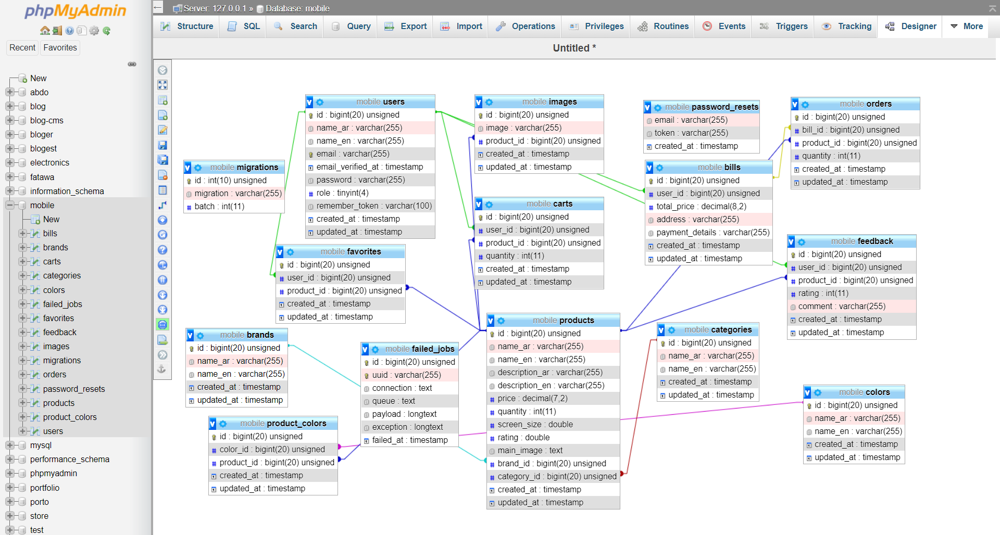 phpMyAdmin
Recent Favorites
New
abdo
blog
blog-cms
bloger
blogest
electronics
fatawa
information_schema
mobile
New
bills
brands
carts
categories
colors
failed_jobs
favorites
feedback
images
migrations
orders
password_resets
products
product_colors
users
mysql
performance_schema
phpmyadmin
portfolio
porto
store
test
Server: 127.0.0.1 » Database: mobile
Structure SQL Search Query Export Import Operations Privileges Routines Events Triggers Tracking Designer More
Untitled *
mobile users
id : bigint(20) unsigned
name_ar : varchar(255)
name_en : varchar(255)
email : varchar(255)
email_verified_at : timestamp
password : varchar(255)
role : tinyint(4)
remember_token : varchar(100)
created_at : timestamp
updated_at : timestamp
mobile images
id : bigint(20) unsigned
image : varchar(255)
product_id : bigint(20) unsigned
created_at : timestamp
updated_at : timestamp
mobile password_resets
email : varchar(255)
token : varchar(255)
created_at : timestamp
mobile orders
id : bigint(20) unsigned
bill_id : bigint(20) unsigned
product_id : bigint(20) unsigned
quantity : int(11)
created_at : timestamp
updated_at : timestamp
mobile migrations
id : int(10) unsigned
migration : varchar(255)
batch : int(11)
mobile bills
id : bigint(20) unsigned
user_id : bigint(20) unsigned
total_price : decimal(8,2)
address : varchar(255)
payment_details : varchar(255)
created_at : timestamp
updated_at : timestamp
mobile carts
id : bigint(20) unsigned
user_id : bigint(20) unsigned
product_id : bigint(20) unsigned
quantity : int(11)
created_at : timestamp
updated_at : timestamp
mobile favorites
id : bigint(20) unsigned
user_id : bigint(20) unsigned
product_id : bigint(20) unsigned
created_at : timestamp
updated_at : timestamp
mobile feedback
id : bigint(20) unsigned
user_id : bigint(20) unsigned
product_id : bigint(20) unsigned
rating : int(11)
comment : varchar(255)
created_at : timestamp
updated_at : timestamp
mobile brands
id : bigint(20) unsigned
name_ar : varchar(255)
name_en : varchar(255)
created_at : timestamp
updated_at : timestamp
mobile failed_jobs
id : bigint(20) unsigned
uuid : varchar(255)
connection : text
queue : text
payload : longtext
exception : longtext
failed_at : timestamp
mobile products
id : bigint(20) unsigned
name_ar : varchar(255)
name_en : varchar(255)
description_ar : varchar(255)
description_en : varchar(255)
price : decimal(7,2)
quantity : int(11)
screen_size : double
rating : double
main_image : text
brand_id : bigint(20) unsigned
category_id : bigint(20) unsigned
created_at : timestamp
updated_at : timestamp
mobile categories
id : bigint(20) unsigned
name_ar : varchar(255)
name_en : varchar(255)
created_at : timestamp
updated_at : timestamp
mobile colors
id : bigint(20) unsigned
name_ar : varchar(255)
name_en : varchar(255)
created_at : timestamp
updated_at : timestamp
mobile product_colors
id : bigint(20) unsigned
color_id : bigint(20) unsigned
product_id : bigint(20) unsigned
created_at : timestamp
updated_at : timestamp